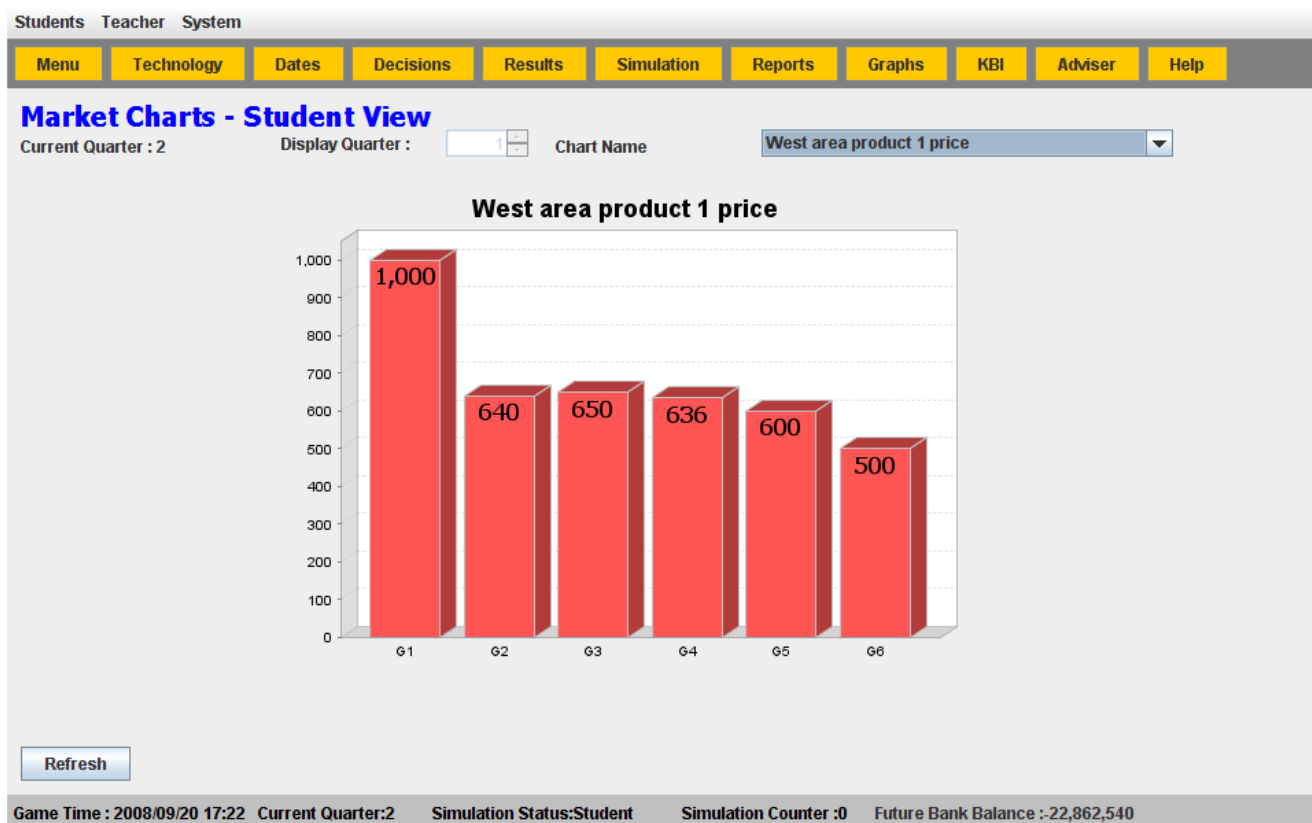 Students Teacher System
Menu Technology Dates Decisions Results Simulation Reports Graphs KBI Adviser Help
Market Charts - Student View
Current Quarter : 2 Display Quarter : 1 Chart Name West area product 1 price
West area product 1 price
1,000
900
800
700
600
500
400
300
200
100
0
1,000
640
650
636
600
500
G1 G2 G3 G4 G5 G6
Refresh
Game Time : 2008/09/20 17:22 Current Quarter:2 Simulation Status:Student Simulation Counter :0 Future Bank Balance :-22,862,540